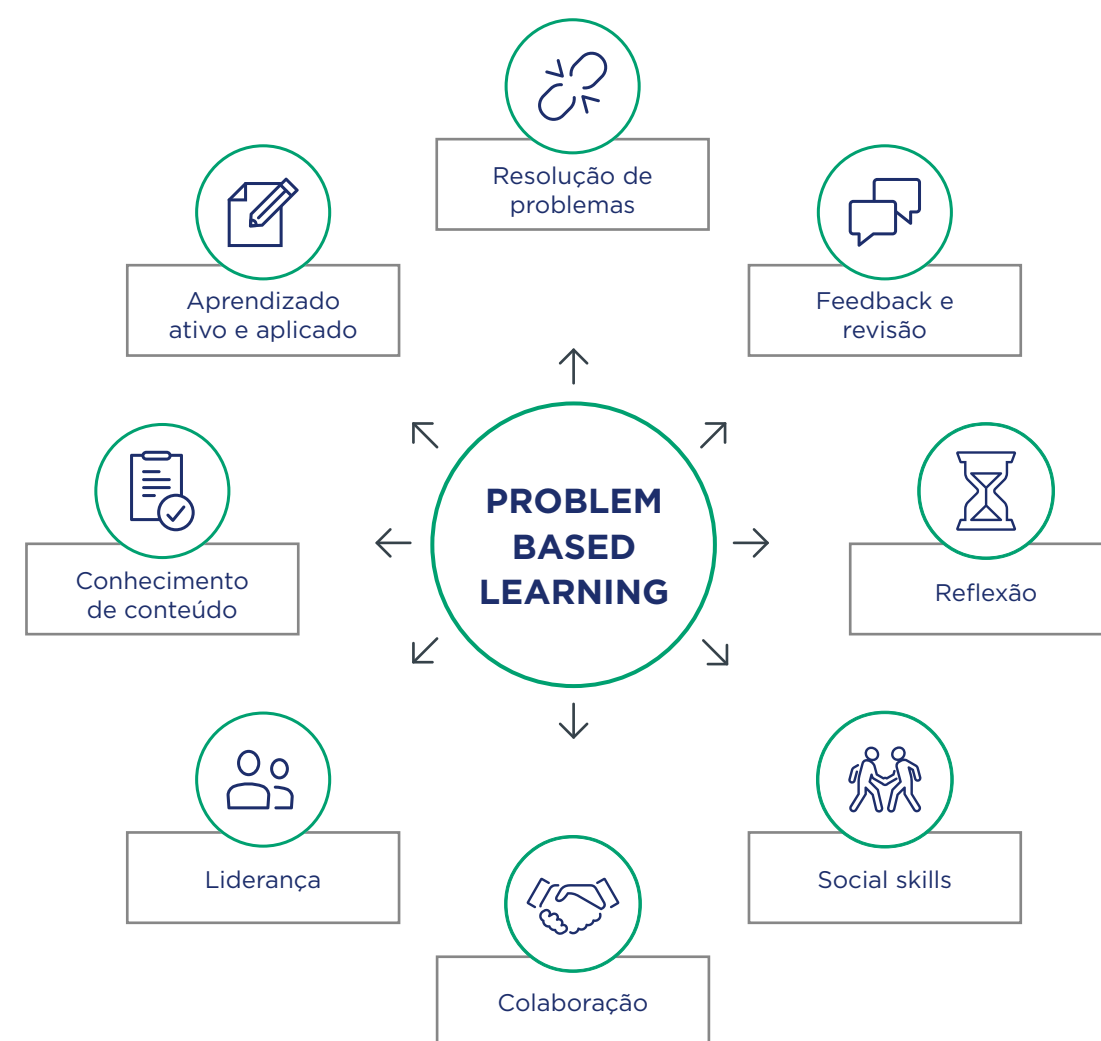 Resolução de
problemas
Aprendizado
ativo e aplicado
Feedback e
revisão
PROBLEM
BASED
LEARNING
Conhecimento
de conteúdo
Reflexão
Liderança
Social skills
Colaboração